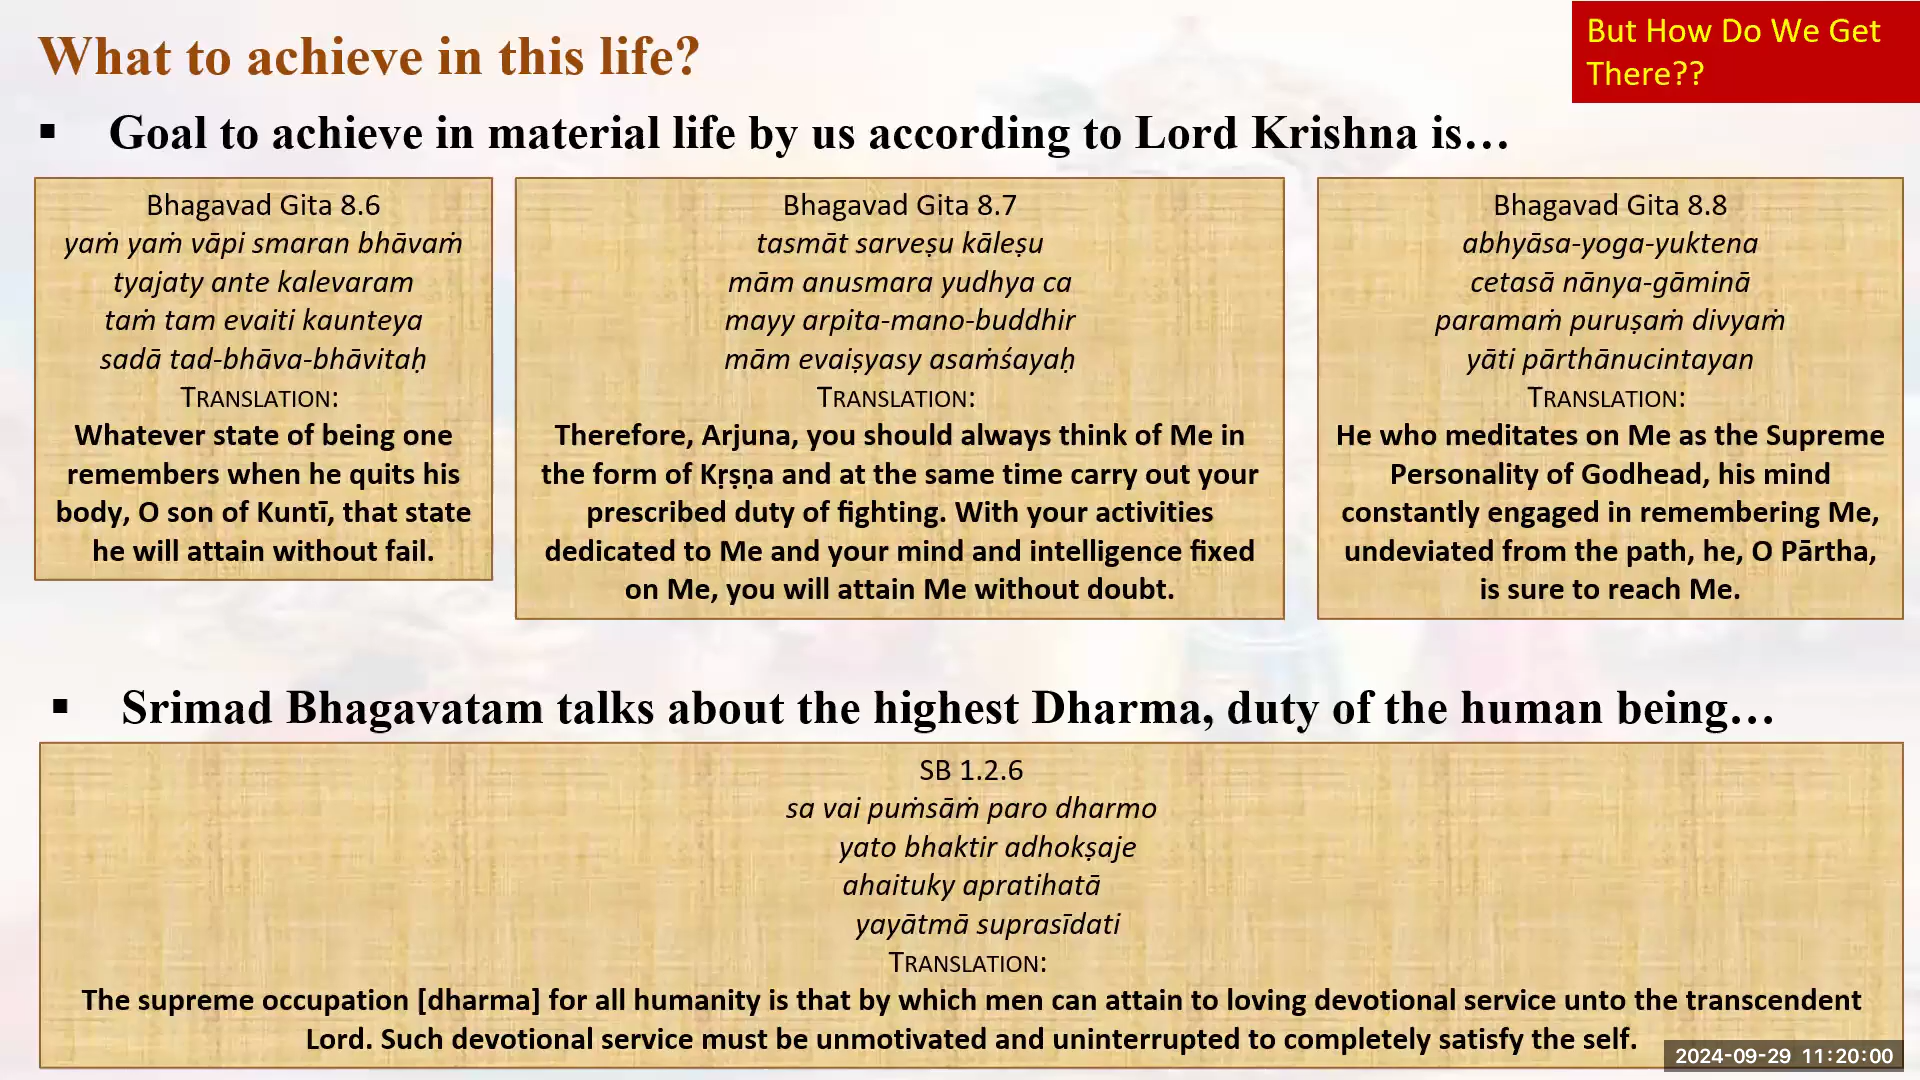 What to achieve in this life?
But How Do We Get
There??
▪ Goal to achieve in material life by us according to Lord Krishna is…
Bhagavad Gita 8.6
yaṁ yaṁ vāpi smaran bhāvaṁ
tyajaty ante kalevaram
taṁ tam evaiti kaunteya
sadā tad-bhāva-bhāvitaḥ
TRANSLATION:
Whatever state of being one
remembers when he quits his
body, O son of Kuntī, that state
he will attain without fail.
Bhagavad Gita 8.7
tasmāt sarveṣu kāleṣu
mām anusmara yudhya ca
mayy arpita-mano-buddhir
mām evaiṣyasy asaṁśayaḥ
TRANSLATION:
Therefore, Arjuna, you should always think of Me in
the form of Kṛṣṇa and at the same time carry out your
prescribed duty of fighting. With your activities
dedicated to Me and your mind and intelligence fixed
on Me, you will attain Me without doubt.
Bhagavad Gita 8.8
abhyāsa-yoga-yuktena
cetasā nānya-gāminā
paramaṁ puruṣaṁ divyaṁ
yāti pārthānucintayan
TRANSLATION:
He who meditates on Me as the Supreme
Personality of Godhead, his mind
constantly engaged in remembering Me,
undeviated from the path, he, O Pārtha,
is sure to reach Me.
▪ Srimad Bhagavatam talks about the highest Dharma, duty of the human being…
SB 1.2.6
sa vai puṁsāṁ paro dharmo
yato bhaktir adhokṣaje
ahaituky apratihatā
yayātmā suprasīdati
TRANSLATION:
The supreme occupation [dharma] for all humanity is that by which men can attain to loving devotional service unto the transcendent
Lord. Such devotional service must be unmotivated and uninterrupted to completely satisfy the self.
2024-09-29 11:20:00